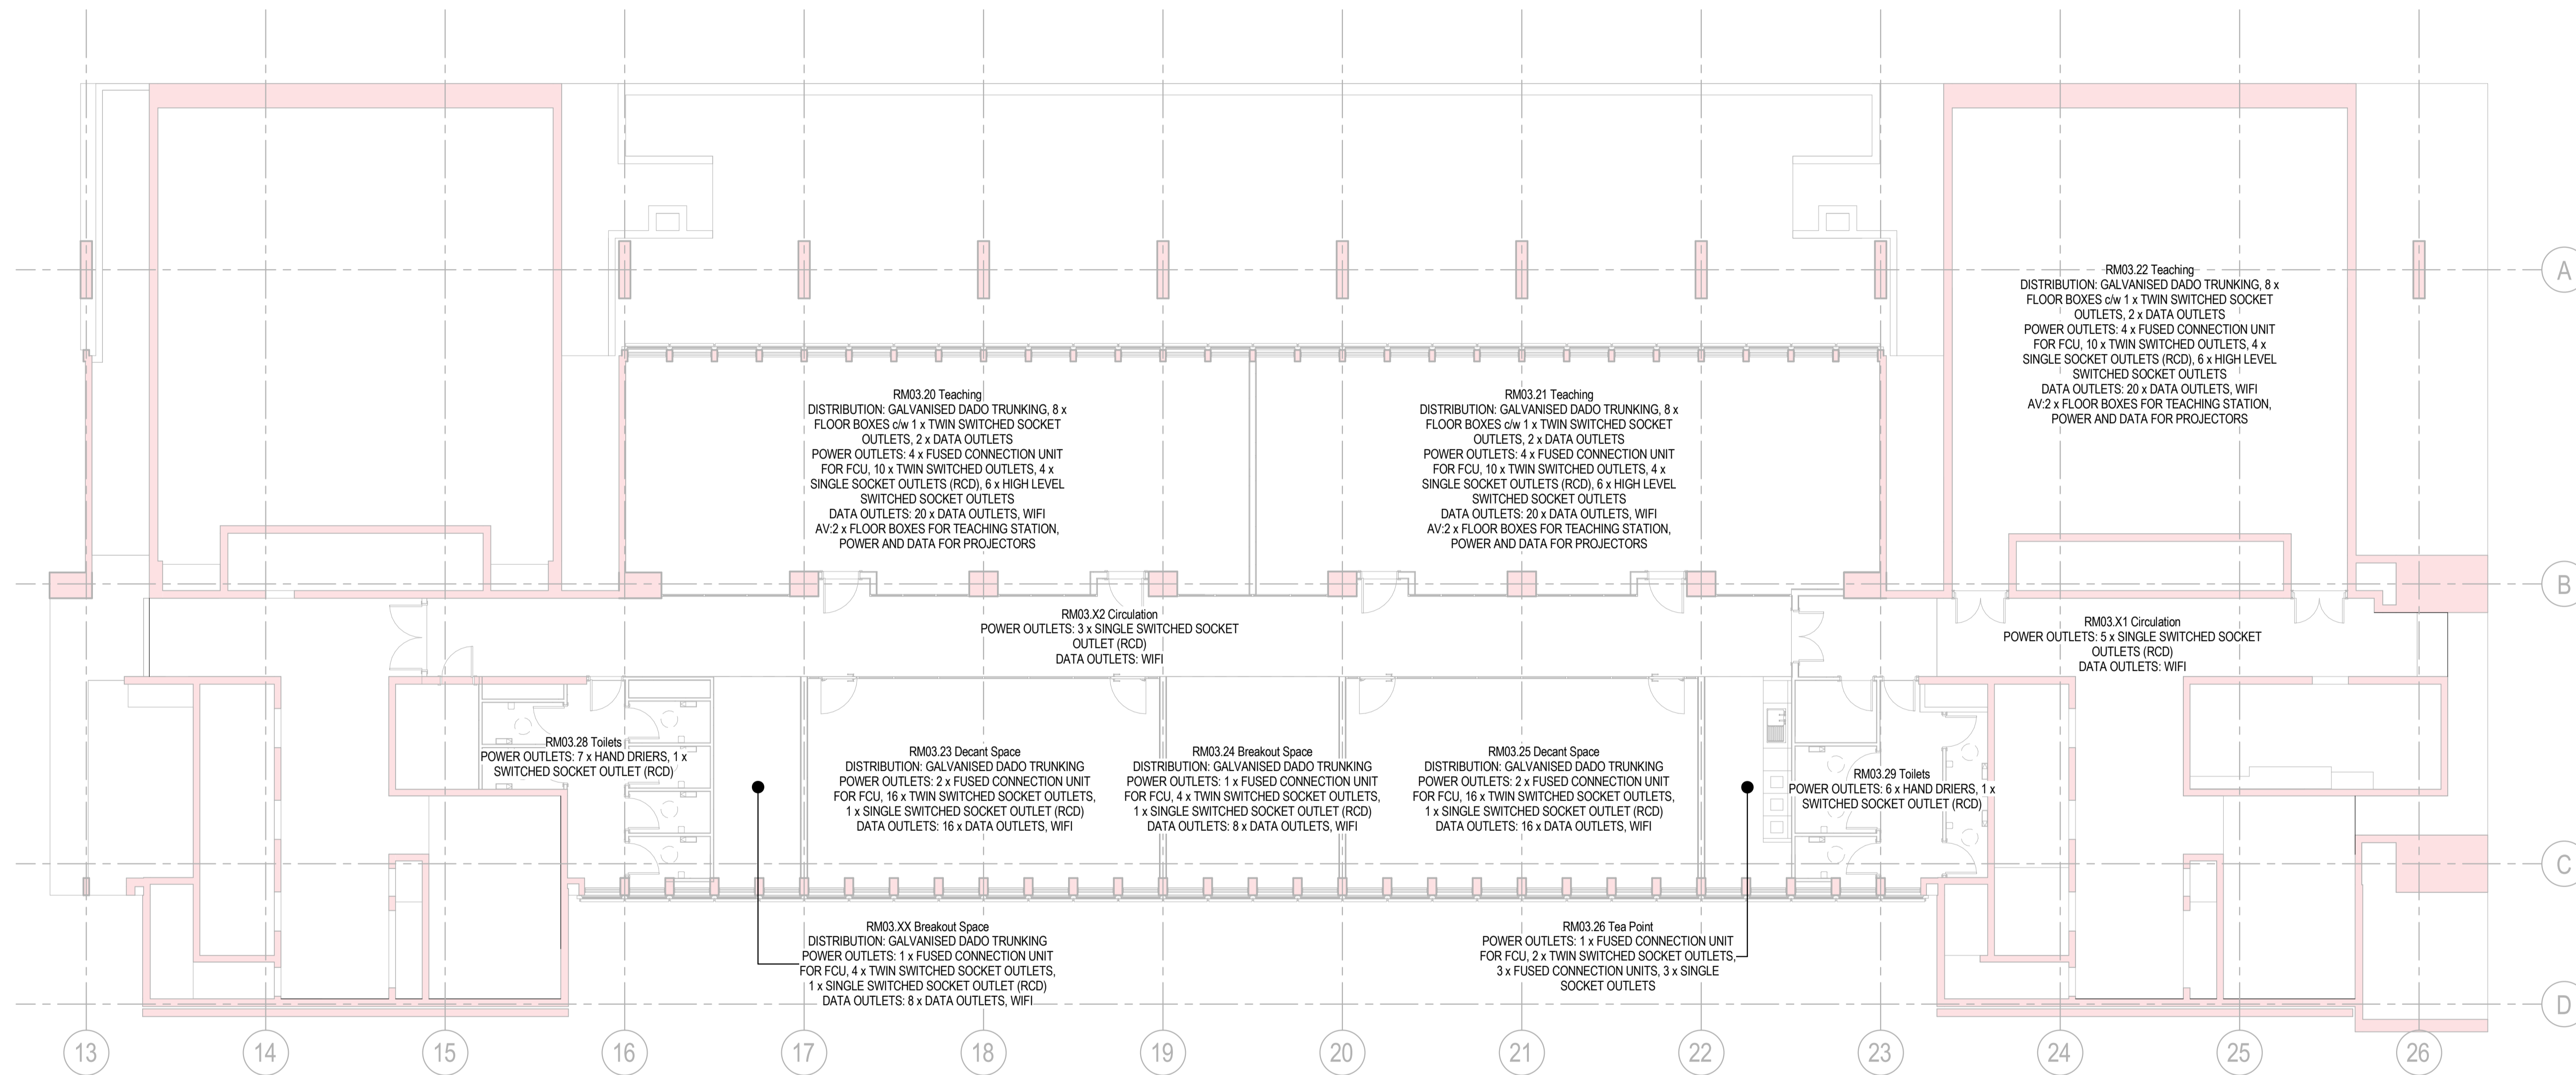 RM03.20 Teaching
DISTRIBUTION: GALVANISED DADO TRUNKING, 8 x
FLOOR BOXES c/w 1 x TWIN SWITCHED SOCKET
OUTLETS, 2 x DATA OUTLETS
POWER OUTLETS: 4 x FUSED CONNECTION UNIT
FOR FCU, 10 x TWIN SWITCHED OUTLETS, 4 x
SINGLE SOCKET OUTLETS (RCD), 6 x HIGH LEVEL
SWITCHED SOCKET OUTLETS
DATA OUTLETS: 20 x DATA OUTLETS, WIFI
AV:2 x FLOOR BOXES FOR TEACHING STATION,
POWER AND DATA FOR PROJECTORS
RM03.21 Teaching
DISTRIBUTION: GALVANISED DADO TRUNKING, 8 x
FLOOR BOXES c/w 1 x TWIN SWITCHED SOCKET
OUTLETS, 2 x DATA OUTLETS
POWER OUTLETS: 4 x FUSED CONNECTION UNIT
FOR FCU, 10 x TWIN SWITCHED OUTLETS, 4 x
SINGLE SOCKET OUTLETS (RCD), 6 x HIGH LEVEL
SWITCHED SOCKET OUTLETS
DATA OUTLETS: 20 x DATA OUTLETS, WIFI
AV:2 x FLOOR BOXES FOR TEACHING STATION,
POWER AND DATA FOR PROJECTORS
RM03.22 Teaching
DISTRIBUTION: GALVANISED DADO TRUNKING, 8 x
FLOOR BOXES c/w 1 x TWIN SWITCHED SOCKET
OUTLETS, 2 x DATA OUTLETS
POWER OUTLETS: 4 x FUSED CONNECTION UNIT
FOR FCU, 10 x TWIN SWITCHED OUTLETS, 4 x
SINGLE SOCKET OUTLETS (RCD), 6 x HIGH LEVEL
SWITCHED SOCKET OUTLETS
DATA OUTLETS: 20 x DATA OUTLETS, WIFI
AV:2 x FLOOR BOXES FOR TEACHING STATION,
POWER AND DATA FOR PROJECTORS
A
B
RM03.X2 Circulation
POWER OUTLETS: 3 x SINGLE SWITCHED SOCKET
OUTLET (RCD)
DATA OUTLETS: WIFI
RM03.X1 Circulation
POWER OUTLETS: 5 x SINGLE SWITCHED SOCKET
OUTLETS (RCD)
DATA OUTLETS: WIFI
RM03.28 Toilets
POWER OUTLETS: 7 x HAND DRIERS, 1 x
SWITCHED SOCKET OUTLET (RCD)
RM03.23 Decant Space
DISTRIBUTION: GALVANISED DADO TRUNKING
POWER OUTLETS: 2 x FUSED CONNECTION UNIT
FOR FCU, 16 x TWIN SWITCHED SOCKET OUTLETS,
1 x SINGLE SWITCHED SOCKET OUTLET (RCD)
DATA OUTLETS: 16 x DATA OUTLETS, WIFI
RM03.24 Breakout Space
DISTRIBUTION: GALVANISED DADO TRUNKING
POWER OUTLETS: 1 x FUSED CONNECTION UNIT
FOR FCU, 4 x TWIN SWITCHED SOCKET OUTLETS,
1 x SINGLE SWITCHED SOCKET OUTLET (RCD)
DATA OUTLETS: 8 x DATA OUTLETS, WIFI
RM03.25 Decant Space
DISTRIBUTION: GALVANISED DADO TRUNKING
POWER OUTLETS: 2 x FUSED CONNECTION UNIT
FOR FCU, 16 x TWIN SWITCHED SOCKET OUTLETS,
1 x SINGLE SWITCHED SOCKET OUTLET (RCD)
DATA OUTLETS: 16 x DATA OUTLETS, WIFI
RM03.29 Toilets
POWER OUTLETS: 6 x HAND DRIERS, 1 x
SWITCHED SOCKET OUTLET (RCD)
C
RM03.XX Breakout Space
DISTRIBUTION: GALVANISED DADO TRUNKING
POWER OUTLETS: 1 x FUSED CONNECTION UNIT
FOR FCU, 4 x TWIN SWITCHED SOCKET OUTLETS,
1 x SINGLE SWITCHED SOCKET OUTLET (RCD)
DATA OUTLETS: 8 x DATA OUTLETS, WIFI
RM03.26 Tea Point
POWER OUTLETS: 1 x FUSED CONNECTION UNIT
FOR FCU, 2 x TWIN SWITCHED SOCKET OUTLETS,
3 x FUSED CONNECTION UNITS, 3 x SINGLE
SOCKET OUTLETS
D
13 14 15 16 17 18 19 20 21 22 23 24 25 26